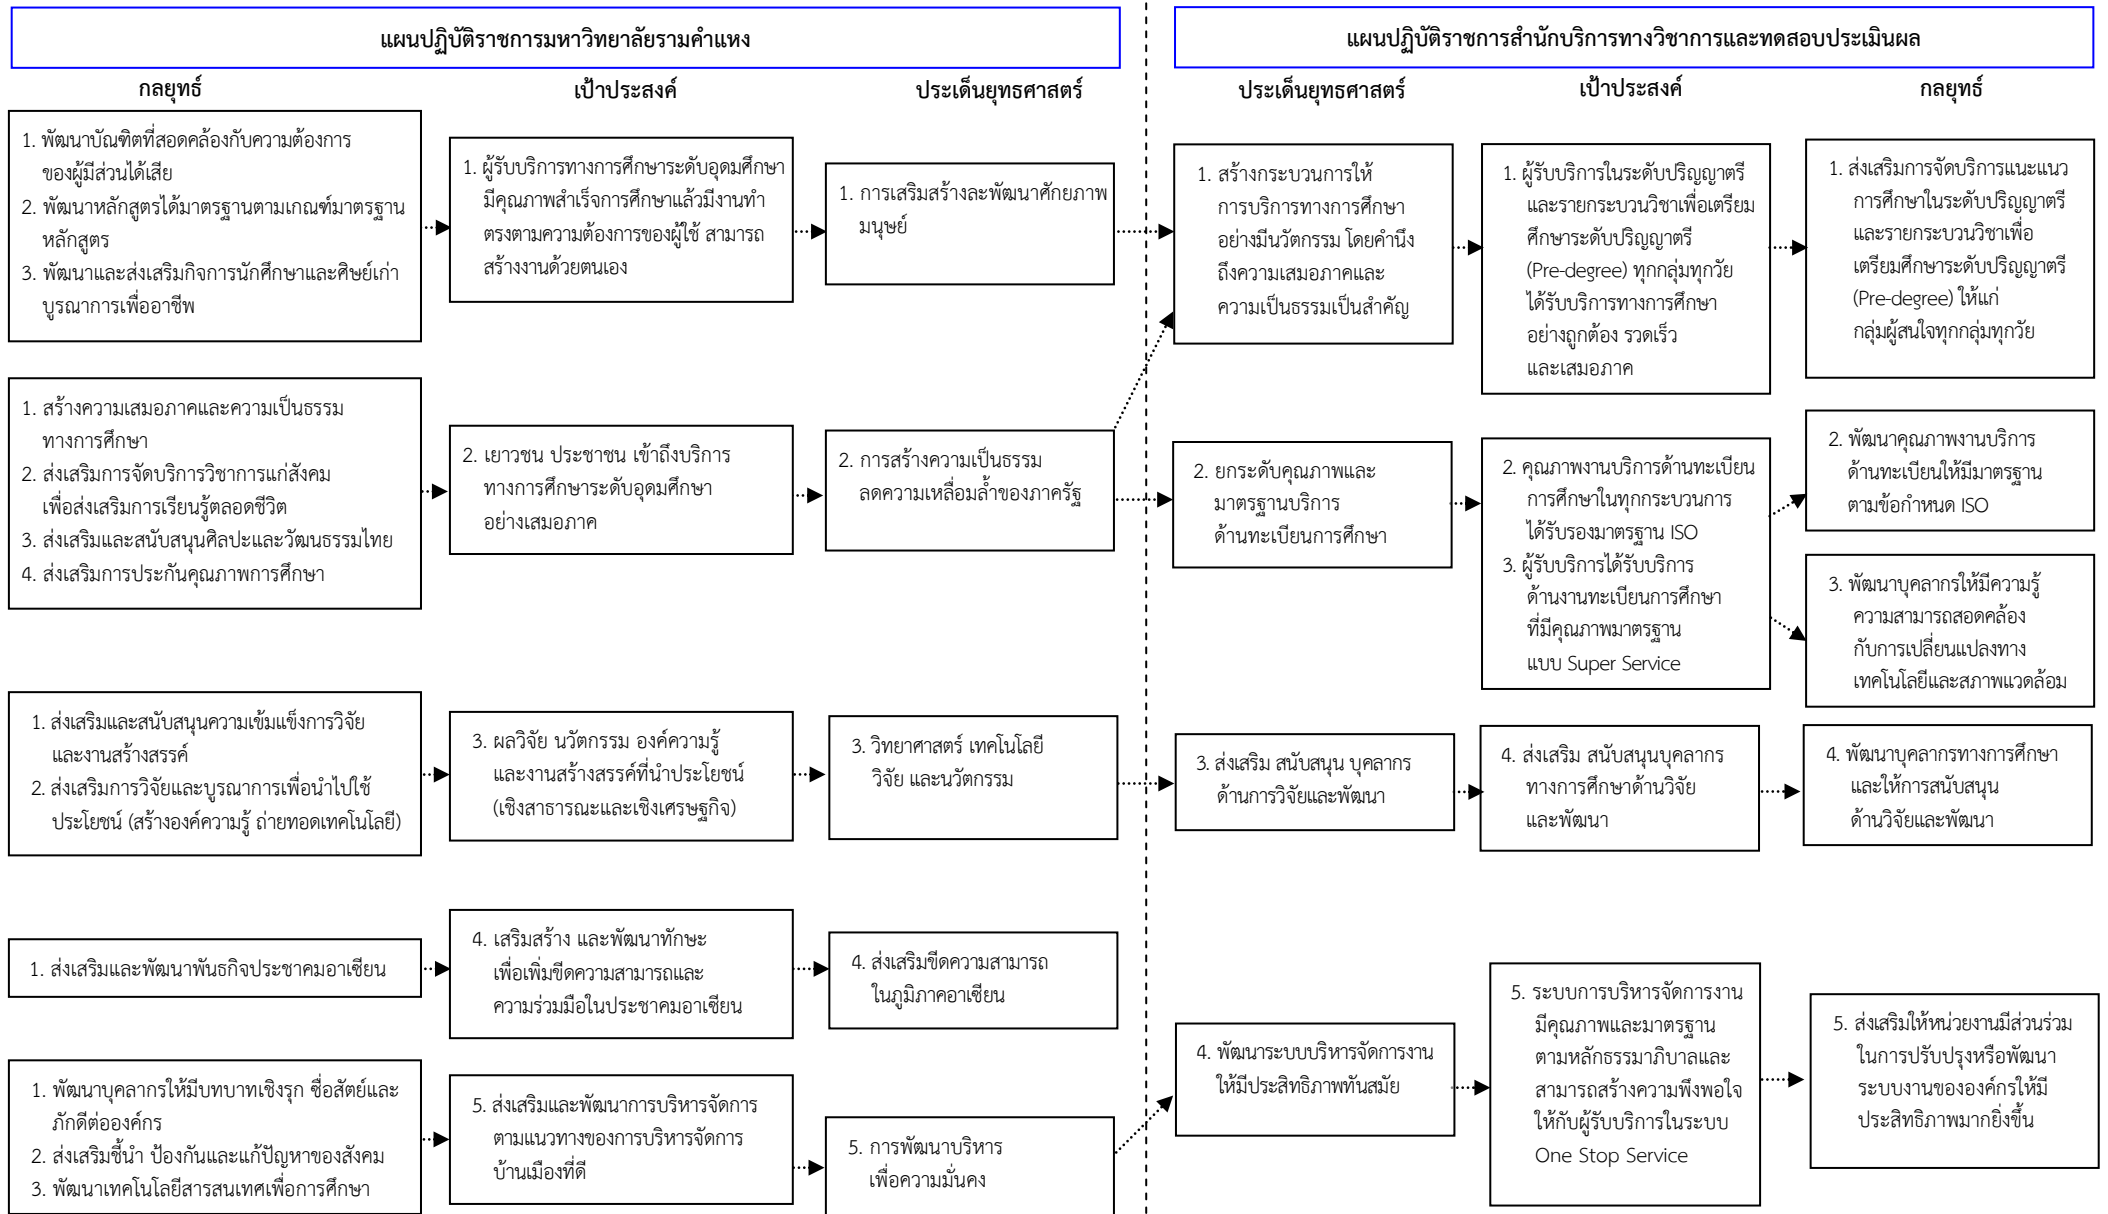 แผนปฏิบัติราชการมหาวิทยาลัยรามคำแหง
กลยุทธ์
เป้าประสงค์
ประเด็นยุทธศาสตร์
1. พัฒนาบัณฑิตที่สอดคล้องกับความต้องการ
ของผู้มีส่วนได้เสีย
2. พัฒนาหลักสูตรได้มาตรฐานตามเกณฑ์มาตรฐาน
หลักสูตร
3. พัฒนาและส่งเสริมกิจการนักศึกษาและศิษย์เก่า
บูรณาการเพื่ออาชีพ
1. ผู้รับบริการทางการศึกษาระดับอุดมศึกษา
มีคุณภาพสำเร็จการศึกษาแล้วมีงานทำ
ตรงตามความต้องการของผู้ใช้ สามารถ
สร้างงานด้วยตนเอง
1. การเสริมสร้างละพัฒนาศักยภาพ
มนุษย์
1. สร้างความเสมอภาคและความเป็นธรรม
ทางการศึกษา
2. ส่งเสริมการจัดบริการวิชาการแก่สังคม
เพื่อส่งเสริมการเรียนรู้ตลอดชีวิต
3. ส่งเสริมและสนับสนุนศิลปะและวัฒนธรรมไทย
4. ส่งเสริมการประกันคุณภาพการศึกษา
2. เยาวชน ประชาชน เข้าถึงบริการ
ทางการศึกษาระดับอุดมศึกษา
อย่างเสมอภาค
2. การสร้างความเป็นธรรม
ลดความเหลื่อมล้ำของภาครัฐ
1. ส่งเสริมและสนับสนุนความเข้มแข็งการวิจัย
และงานสร้างสรรค์
2. ส่งเสริมการวิจัยและบูรณาการเพื่อนำไปใช้
ประโยชน์ (สร้างองค์ความรู้ ถ่ายทอดเทคโนโลยี)
3. ผลวิจัย นวัตกรรม องค์ความรู้
และงานสร้างสรรค์ที่นำประโยชน์
(เชิงสาธารณะและเชิงเศรษฐกิจ)
3. วิทยาศาสตร์ เทคโนโลยี
วิจัย และนวัตกรรม
1. ส่งเสริมและพัฒนาพันธกิจประชาคมอาเซียน
4. เสริมสร้าง และพัฒนาทักษะ
เพื่อเพิ่มขีดความสามารถและ
ความร่วมมือในประชาคมอาเซียน
4. ส่งเสริมขีดความสามารถ
ในภูมิภาคอาเซียน
1. พัฒนาบุคลากรให้มีบทบาทเชิงรุก ซื่อสัตย์และ
ภักดีต่อองค์กร
2. ส่งเสริมชี้นำ ป้องกันและแก้ปัญหาของสังคม
3. พัฒนาเทคโนโลยีสารสนเทศเพื่อการศึกษา
5. ส่งเสริมและพัฒนาการบริหารจัดการ
ตามแนวทางของการบริหารจัดการ
บ้านเมืองที่ดี
5. การพัฒนาบริหาร
เพื่อความมั่นคง
แผนปฏิบัติราชการสำนักบริการทางวิชาการและทดสอบประเมินผล
ประเด็นยุทธศาสตร์
เป้าประสงค์
กลยุทธ์
1. สร้างกระบวนการให้
การบริการทางการศึกษา
อย่างมีนวัตกรรม โดยคำนึง
ถึงความเสมอภาคและ
ความเป็นธรรมเป็นสำคัญ
1. ผู้รับบริการในระดับปริญญาตรี
และรายกระบวนวิชาเพื่อเตรียม
ศึกษาระดับปริญญาตรี
(Pre-degree) ทุกกลุ่มทุกวัย
ได้รับบริการทางการศึกษา
อย่างถูกต้อง รวดเร็ว
และเสมอภาค
1. ส่งเสริมการจัดบริการแนะแนว
การศึกษาในระดับปริญญาตรี
และรายกระบวนวิชาเพื่อ
เตรียมศึกษาระดับปริญญาตรี
(Pre-degree) ให้แก่
กลุ่มผู้สนใจทุกกลุ่มทุกวัย
2. ยกระดับคุณภาพและ
มาตรฐานบริการ
ด้านทะเบียนการศึกษา
2. คุณภาพงานบริการด้านทะเบียน
การศึกษาในทุกกระบวนการ
ได้รับรองมาตรฐาน ISO
3. ผู้รับบริการได้รับบริการ
ด้านงานทะเบียนการศึกษา
ที่มีคุณภาพมาตรฐาน
แบบ Super Service
2. พัฒนาคุณภาพงานบริการ
ด้านทะเบียนให้มีมาตรฐาน
ตามข้อกำหนด ISO
3. พัฒนาบุคลากรให้มีความรู้
ความสามารถสอดคล้อง
กับการเปลี่ยนแปลงทาง
เทคโนโลยีและสภาพแวดล้อม
3. ส่งเสริม สนับสนุน บุคลากร
ด้านการวิจัยและพัฒนา
4. ส่งเสริม สนับสนุนบุคลากร
ทางการศึกษาด้านวิจัย
และพัฒนา
4. พัฒนาบุคลากรทางการศึกษา
และให้การสนับสนุน
ด้านวิจัยและพัฒนา
4. พัฒนาระบบบริหารจัดการงาน
ให้มีประสิทธิภาพทันสมัย
5. ระบบการบริหารจัดการงาน
มีคุณภาพและมาตรฐาน
ตามหลักธรรมาภิบาลและ
สามารถสร้างความพึงพอใจ
ให้กับผู้รับบริการในระบบ
One Stop Service
5. ส่งเสริมให้หน่วยงานมีส่วนร่วม
ในการปรับปรุงหรือพัฒนา
ระบบงานขององค์กรให้มี
ประสิทธิภาพมากยิ่งขึ้น